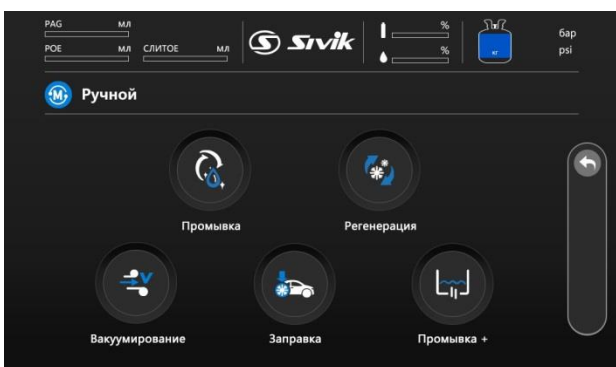 PAG мл
POE мл СЛИТОЕ мл
Sivik
%
%
кг
бар
psi
M
Ручной
Промывка Регенерация
V
Вакуумирование Заправка Промывка +